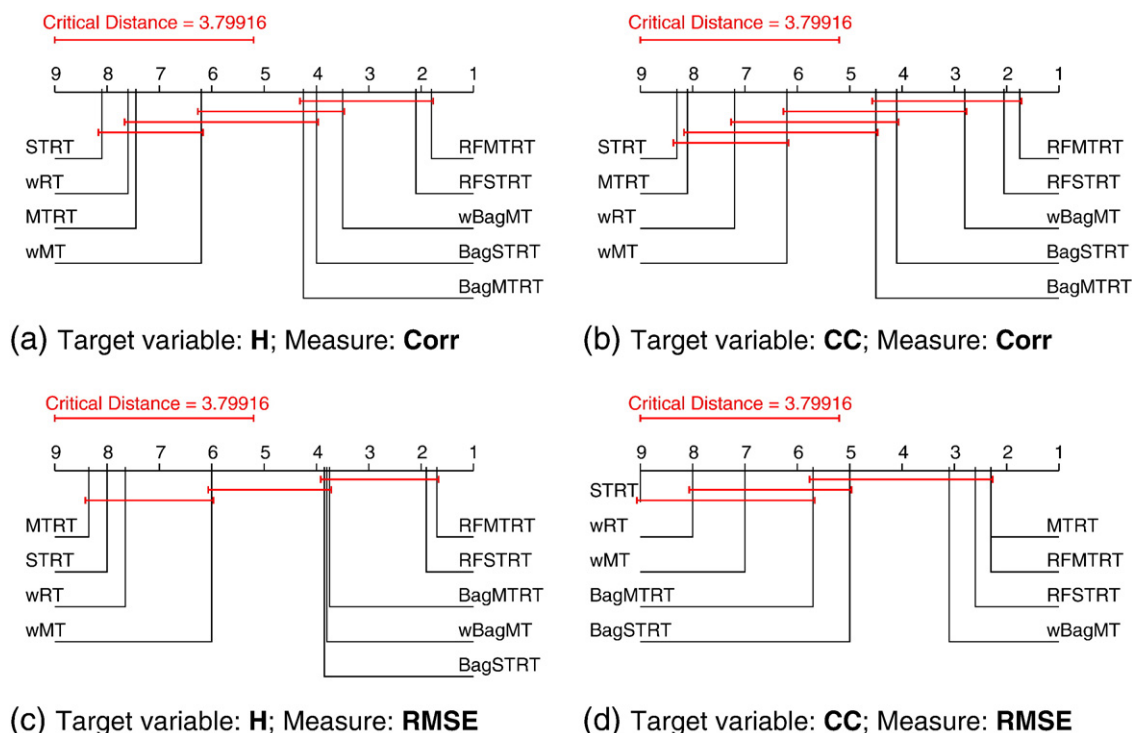 Critical Distance = 3.79916
9 8 7 6 5 4 3 2 1
STRT RFMTRT
wRT RFSTRT
MTRT wBagMT
wMT BagSTRT
BagMTRT
(a) Target variable: H; Measure: Corr
Critical Distance = 3.79916
9 8 7 6 5 4 3 2 1
STRT RFMTRT
MTRT RFSTRT
wRT wBagMT
wMT BagSTRT
BagMTRT
(b) Target variable: CC; Measure: Corr
Critical Distance = 3.79916
9 8 7 6 5 4 3 2 1
MTRT RFMTRT
STRT RFSTRT
wRT BagMTRT
wMT wBagMT
BagSTRT
(c) Target variable: H; Measure: RMSE
Critical Distance = 3.79916
9 8 7 6 5 4 3 2 1
STRT
wRT MTRT
wMT RFMTRT
BagMTRT RFSTRT
BagSTRT wBagMT
(d) Target variable: CC; Measure: RMSE